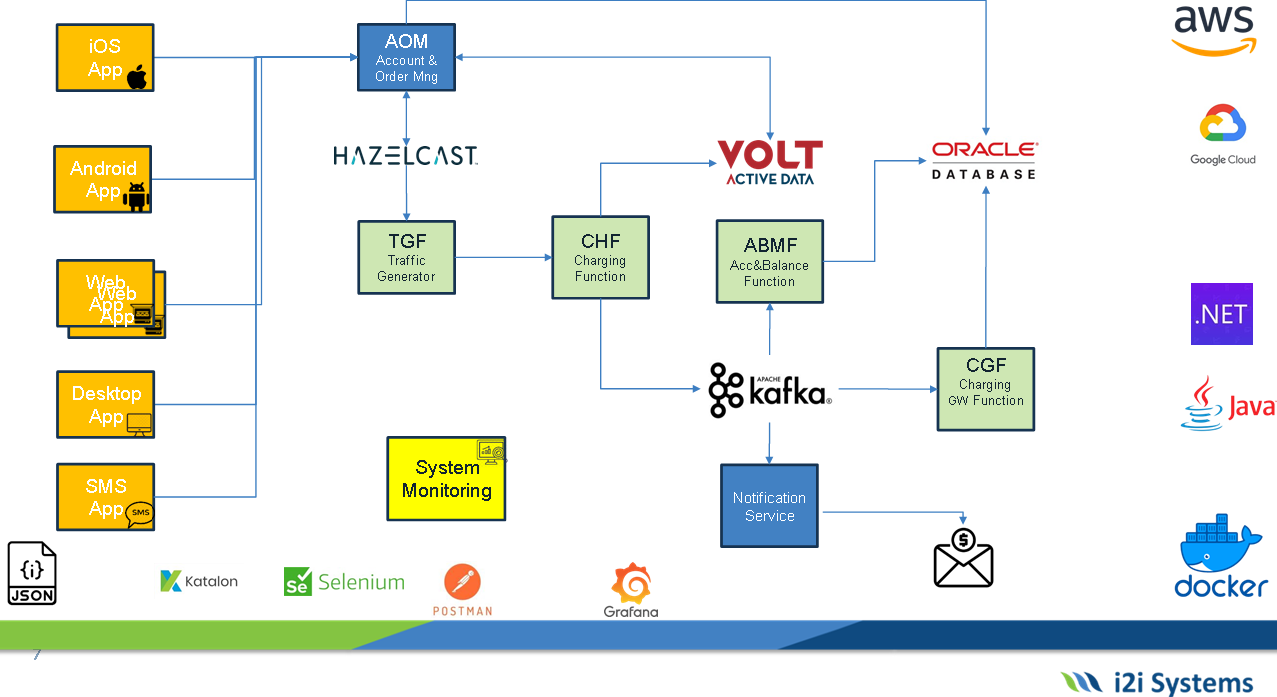 iOS
App
Android
App
Web
App
Web
App
Desktop
App
SMS
App
SMS
{i}
JSON
AOM
Account &
Order Mng
HAZELCAST
TGF
Traffic
Generator
CHF
Charging
Function
VOLT
ACTIVE DATA
ABMF
Acc&Balance
Function
ORACLE®
DATABASE
APACHE
kafka®
CGF
Charging
GW Function
System
Monitoring
Notification
Service
$
Katalon
Se Selenium
POSTMAN
Grafana
aws
Google Cloud
.NET
Java
docker
7
i2i Systems